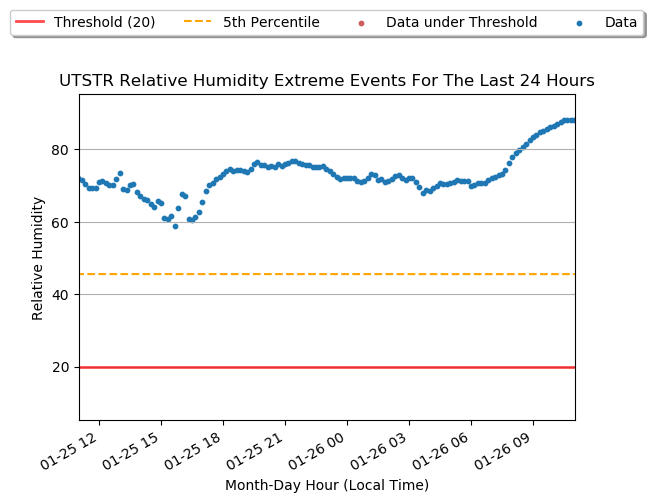 Threshold (20) 5th Percentile Data under Threshold Data
UTSTR Relative Humidity Extreme Events For The Last 24 Hours
80
60
40
20
Relative Humidity
01-25 12 01-25 15 01-25 18 01-25 21 01-26 00 01-26 03 01-26 06 01-26 09
Month-Day Hour (Local Time)